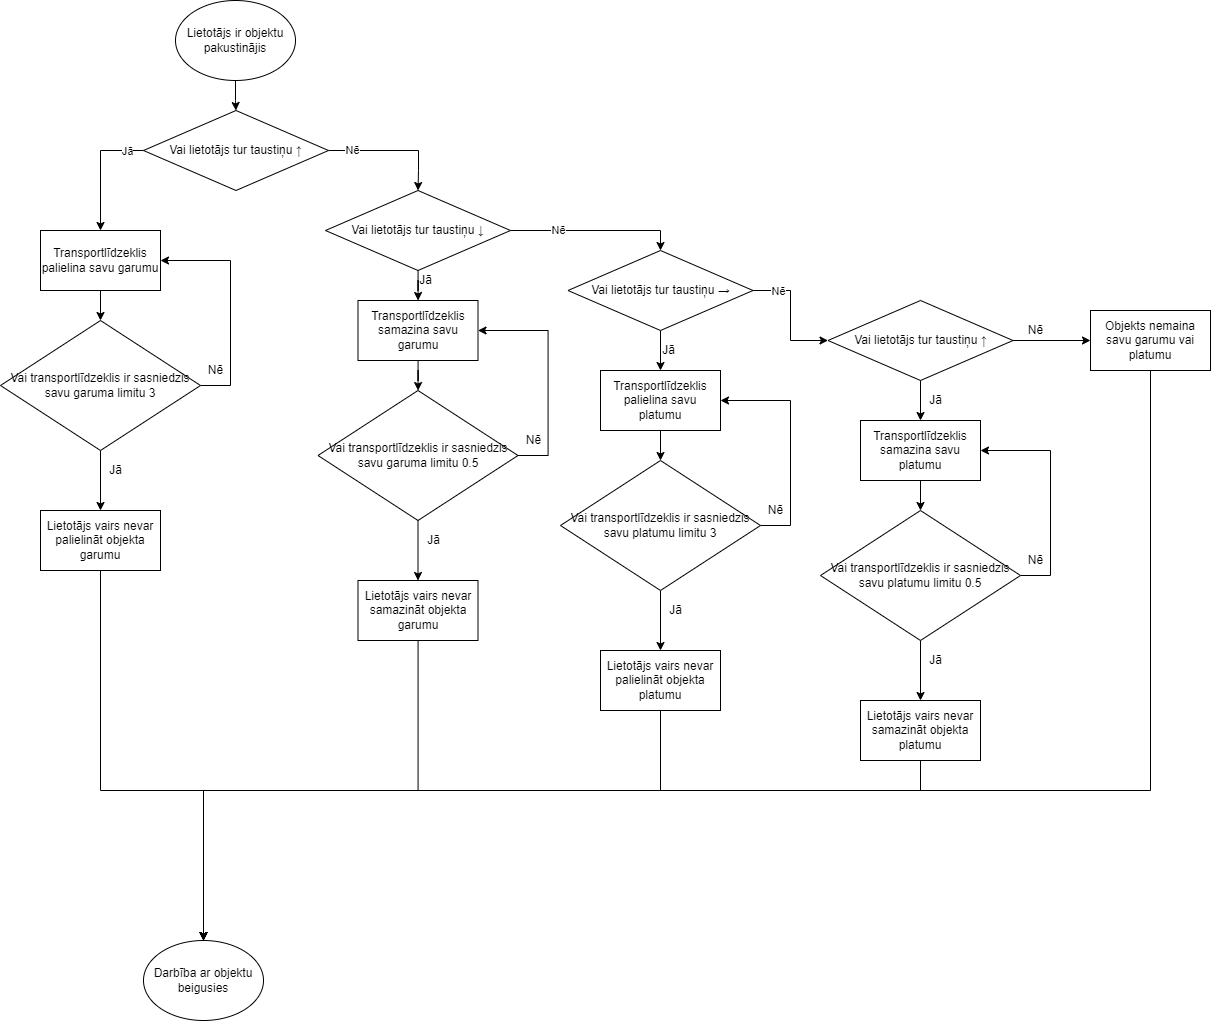 Lietotājs ir objektu
pakustinājis
Vai lietotājs tur taustiņu ↑
Jā
Nē
Vai lietotājs tur taustiņu ↓
Nē
Jā
Vai lietotājs tur taustiņu →
Nē
Jā
Vai lietotājs tur taustiņu ↑
Nē
Jā
Objekts nemaina
savu garumu vai
platumu
Transportlīdzeklis
palielina savu garumu
Vai transportlīdzeklis ir sasniedzis
savu garuma limitu 3
Nē
Jā
Lietotājs vairs nevar
palielināt objekta
garumu
Transportlīdzeklis
samazina savu
garumu
Vai transportlīdzeklis ir sasniedzis
savu garuma limitu 0.5
Nē
Jā
Lietotājs vairs nevar
samazināt objekta
garumu
Transportlīdzeklis
palielina savu
platumu
Vai transportlīdzeklis ir sasniedzis
savu platumu limitu 3
Nē
Jā
Lietotājs vairs nevar
palielināt objekta
platumu
Transportlīdzeklis
samazina savu
platumu
Vai transportlīdzeklis ir sasniedzis
savu platumu limitu 0.5
Nē
Jā
Lietotājs vairs nevar
samazināt objekta
platumu
Darbība ar objektu
beigusies